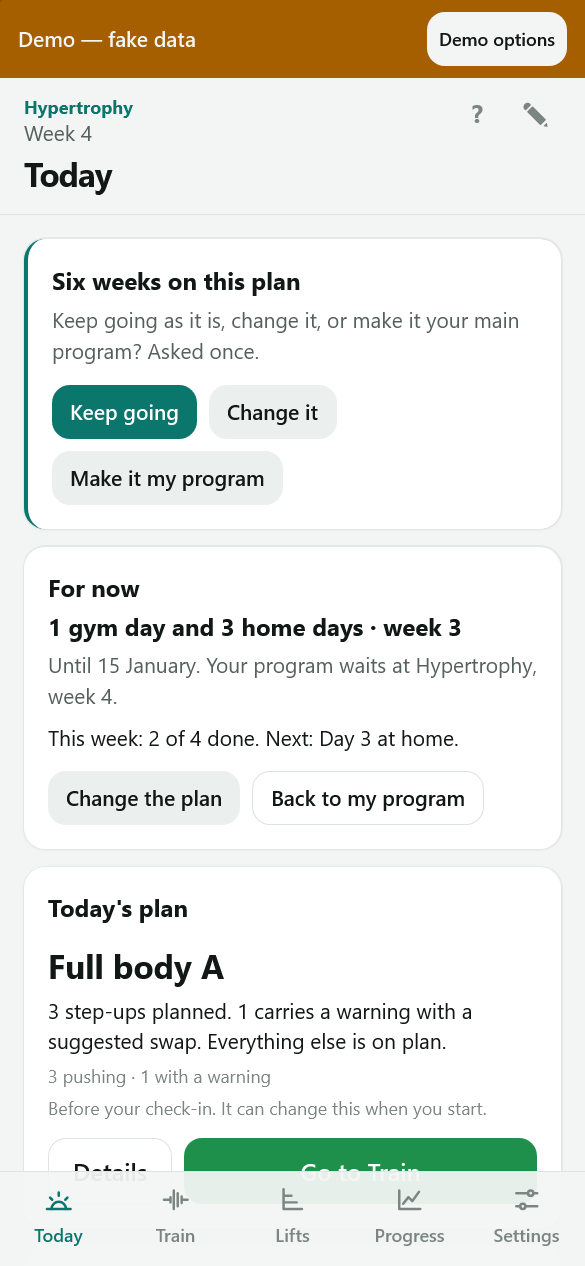 Demo — fake data
Demo options
Hypertrophy
Week 4
?
Today
Six weeks on this plan
Keep going as it is, change it, or make it your main
program? Asked once.
Keep going
Change it
Make it my program
For now
1 gym day and 3 home days · week 3
Until 15 January. Your program waits at Hypertrophy,
week 4.
This week: 2 of 4 done. Next: Day 3 at home.
Change the plan
Back to my program
Today's plan
Full body A
3 step-ups planned. 1 carries a warning with a
suggested swap. Everything else is on plan.
3 pushing · 1 with a warning
Before your check-in. It can change this when you start.
Details
Go to Train
Today
Train
Lifts
Progress
Settings